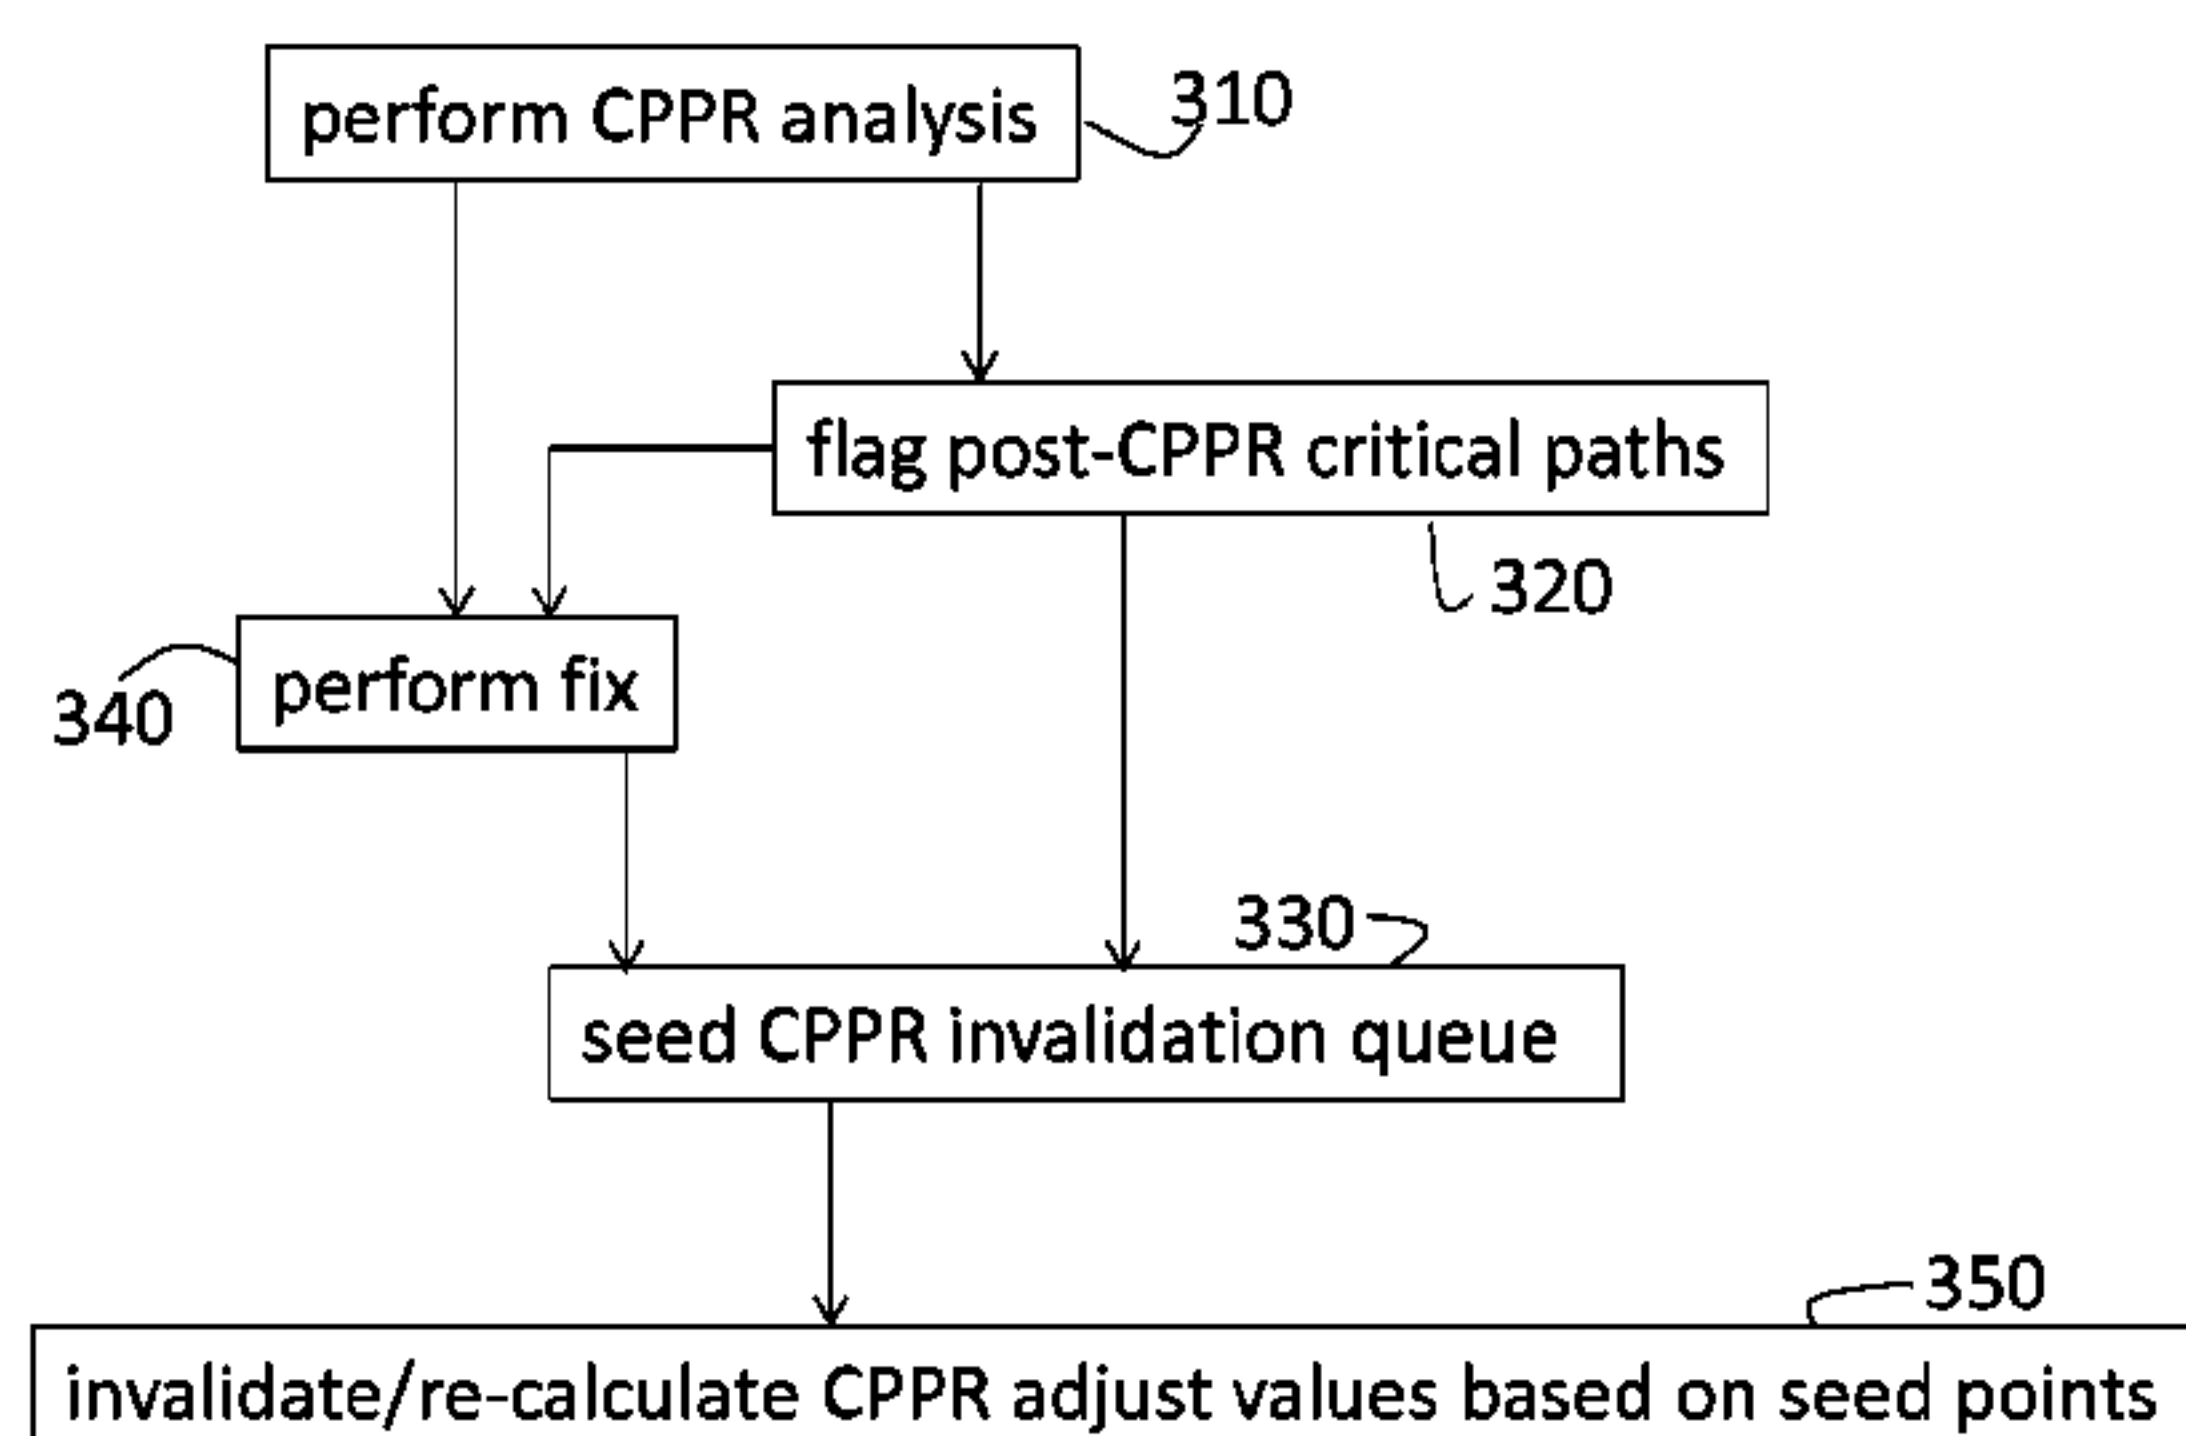 perform CPPR analysis
310
flag post-CPPR critical paths
320
perform fix
340
330
seed CPPR invalidation queue
350
invalidate/re-calculate CPPR adjust values based on seed points